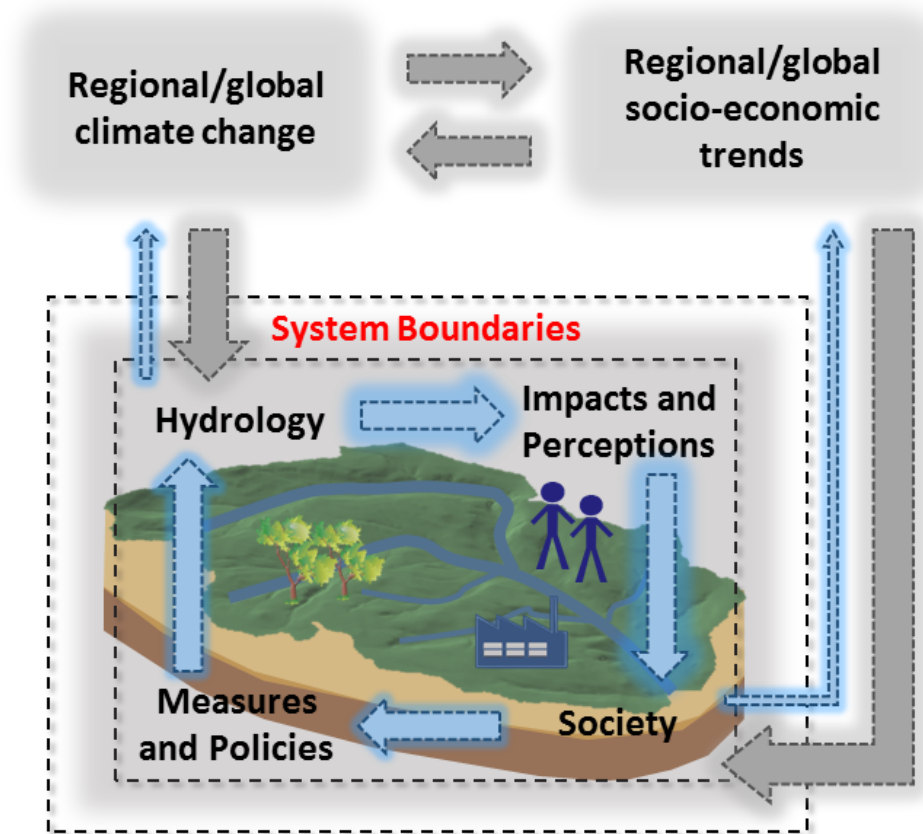 Regional/global
climate change
Regional/global
socio-economic
trends
System Boundaries
Hydrology
Impacts and
Perceptions
Measures
and Policies
Society